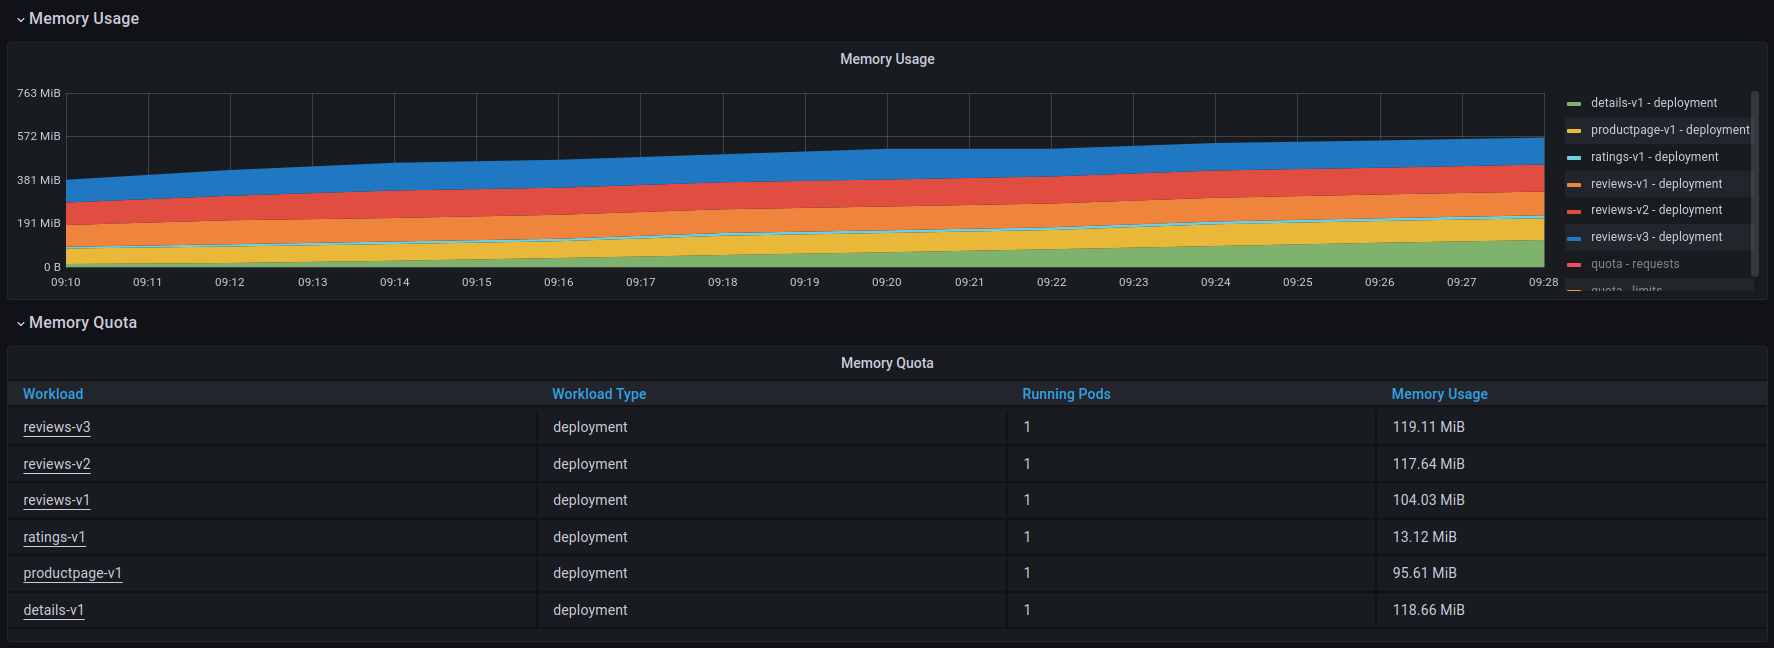 Memory Usage
Memory Usage
763 MiB
572 MiB
381 MiB
191 MiB
0 B
09:10 09:11 09:12 09:13 09:14 09:15 09:16 09:17 09:18 09:19 09:20 09:21 09:22 09:23 09:24 09:25 09:26 09:27 09:28
details-v1 - deployment
productpage-v1 - deployment
ratings-v1 - deployment
reviews-v1 - deployment
reviews-v2 - deployment
reviews-v3 - deployment
quota - requests
quota - limits
Memory Quota
Memory Quota
Workload Workload Type Running Pods Memory Usage
reviews-v3 deployment 1 119.11 MiB
reviews-v2 deployment 1 117.64 MiB
reviews-v1 deployment 1 104.03 MiB
ratings-v1 deployment 1 13.12 MiB
productpage-v1 deployment 1 95.61 MiB
details-v1 deployment 1 118.66 MiB